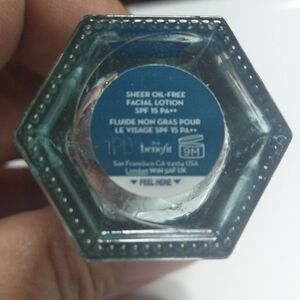 SHEER OIL-FREE
FACIAL LOTION
SPF 15 PA++
FLUIDE NON GRAS POUR
LE VISAGE SPF 15 PA++
benefit
9M
San Francisco CA 94104 USA
London W1H 5AF UK
PEEL HERE